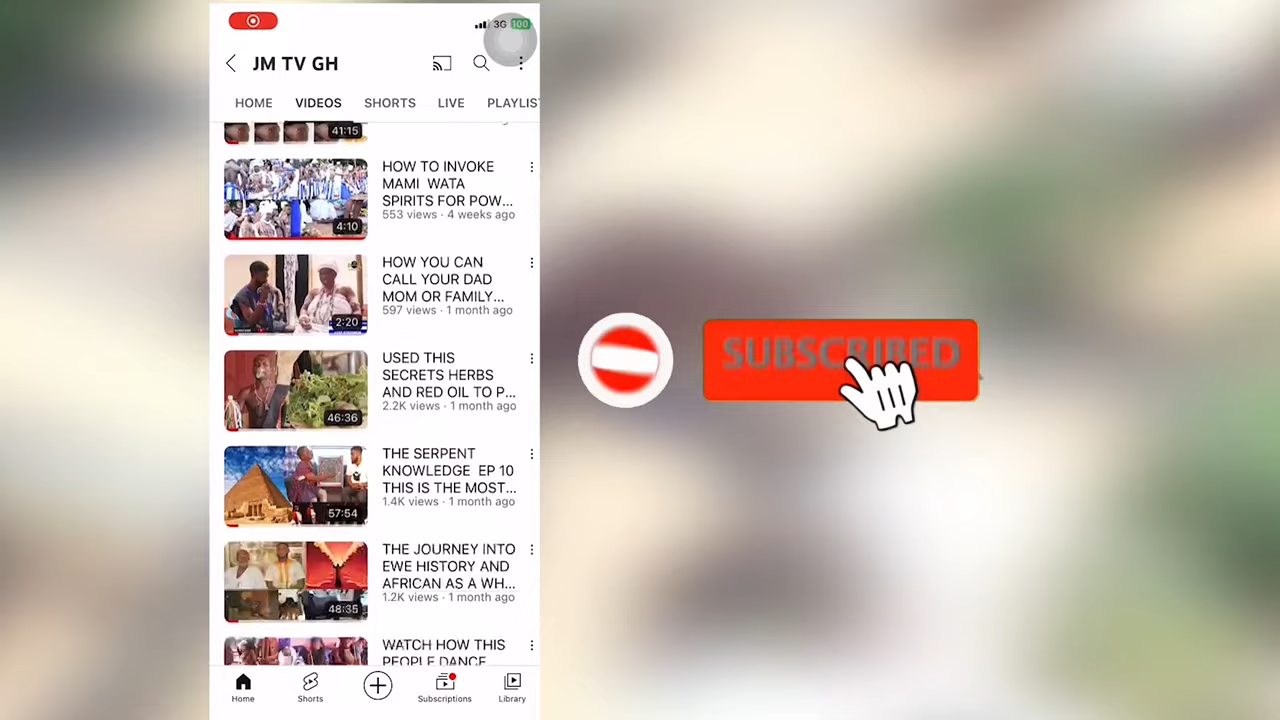 3G 100
JM TV GH
HOME VIDEOS SHORTS LIVE PLAYLIS
41:15
HOW TO INVOKE
MAMI WATA
SPIRITS FOR POW...
553 views · 4 weeks ago
4:10
HOW YOU CAN
CALL YOUR DAD
MOM OR FAMILY...
597 views · 1 month ago
2:20
USED THIS
SECRETS HERBS
AND RED OIL TO P...
2.2K views · 1 month ago
46:36
THE SERPENT
KNOWLEDGE EP 10
THIS IS THE MOST...
1.4K views · 1 month ago
57:54
THE JOURNEY INTO
EWE HISTORY AND
AFRICAN AS A WH...
1.2K views · 1 month ago
48:35
WATCH HOW THIS
PEOPLE DANCE
Home Shorts Subscriptions Library
SUBSCRIBED